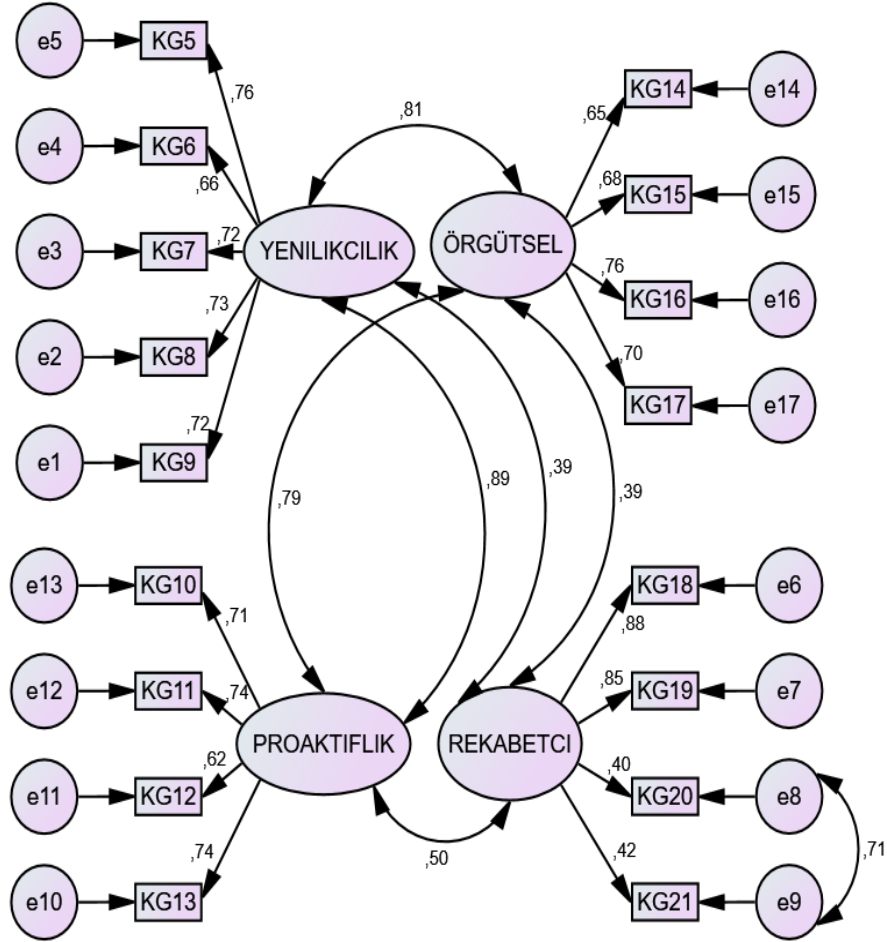 e5
KG5
,76
e4
KG6
,66
e3
KG7
,72
e2
KG8
,73
e1
KG9
,72
YENILIKCILIK
,81
ÖRGÜTSEL
,65
KG14
e14
,68
KG15
e15
,76
KG16
e16
,70
KG17
e17
,79
,89
,39
,39
e13
KG10
,71
e12
KG11
,74
e11
KG12
,62
e10
KG13
,74
PROAKTIFLIK
,50
REKABETCI
KG18
e6
,88
,85
KG19
e7
,40
KG20
e8
,42
KG21
e9
,71